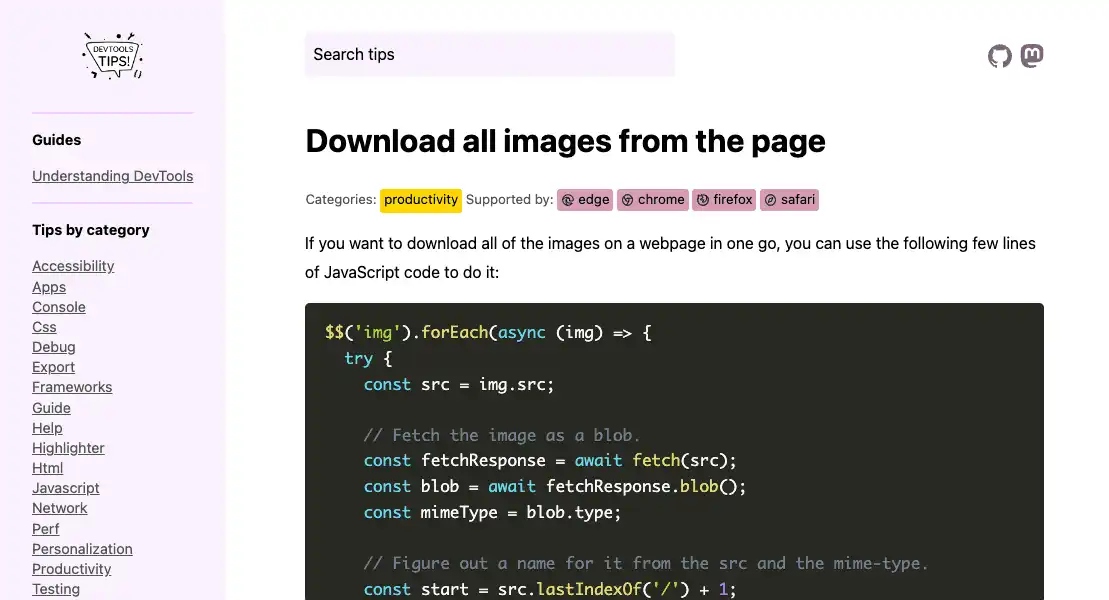 DEVTOOLS
TIPS!
Guides
Understanding DevTools
Tips by category
Accessibility
Apps
Console
Css
Debug
Export
Frameworks
Guide
Help
Highlighter
Html
Javascript
Network
Perf
Personalization
Productivity
Testing
Search tips
Download all images from the page
Categories: productivity Supported by: edge chrome firefox safari
If you want to download all of the images on a webpage in one go, you can use the following few lines
of JavaScript code to do it:
$$('img').forEach(async (img) => {
  try {
    const src = img.src;

    // Fetch the image as a blob.
    const fetchResponse = await fetch(src);
    const blob = await fetchResponse.blob();
    const mimeType = blob.type;

    // Figure out a name for it from the src and the mime-type.
    const start = src.lastIndexOf('/') + 1;